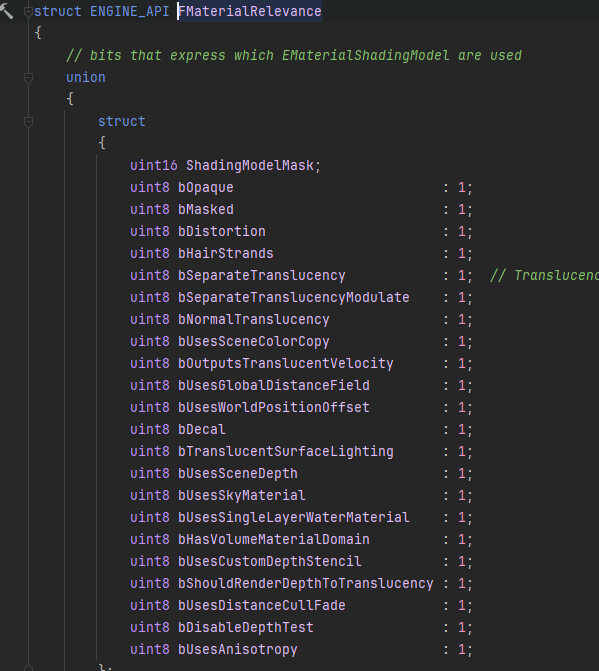 struct ENGINE_API FMaterialRelevance
{
// bits that express which EMaterialShadingModel are used
union
{
struct
{
uint16 ShadingModelMask;
uint8 bOpaque : 1;
uint8 bMasked : 1;
uint8 bDistortion : 1;
uint8 bHairStrands : 1;
uint8 bSeparateTranslucency : 1; // Translucenc
uint8 bSeparateTranslucencyModulate : 1;
uint8 bNormalTranslucency : 1;
uint8 bUsesSceneColorCopy : 1;
uint8 bOutputsTranslucentVelocity : 1;
uint8 bUsesGlobalDistanceField : 1;
uint8 bUsesWorldPositionOffset : 1;
uint8 bDecal : 1;
uint8 bTranslucentSurfaceLighting : 1;
uint8 bUsesSceneDepth : 1;
uint8 bUsesSkyMaterial : 1;
uint8 bUsesSingleLayerWaterMaterial : 1;
uint8 bHasVolumeMaterialDomain : 1;
uint8 bUsesCustomDepthStencil : 1;
uint8 bShouldRenderDepthToTranslucency : 1;
uint8 bUsesDistanceCullFade : 1;
uint8 bDisableDepthTest : 1;
uint8 bUsesAnisotropy : 1;
};